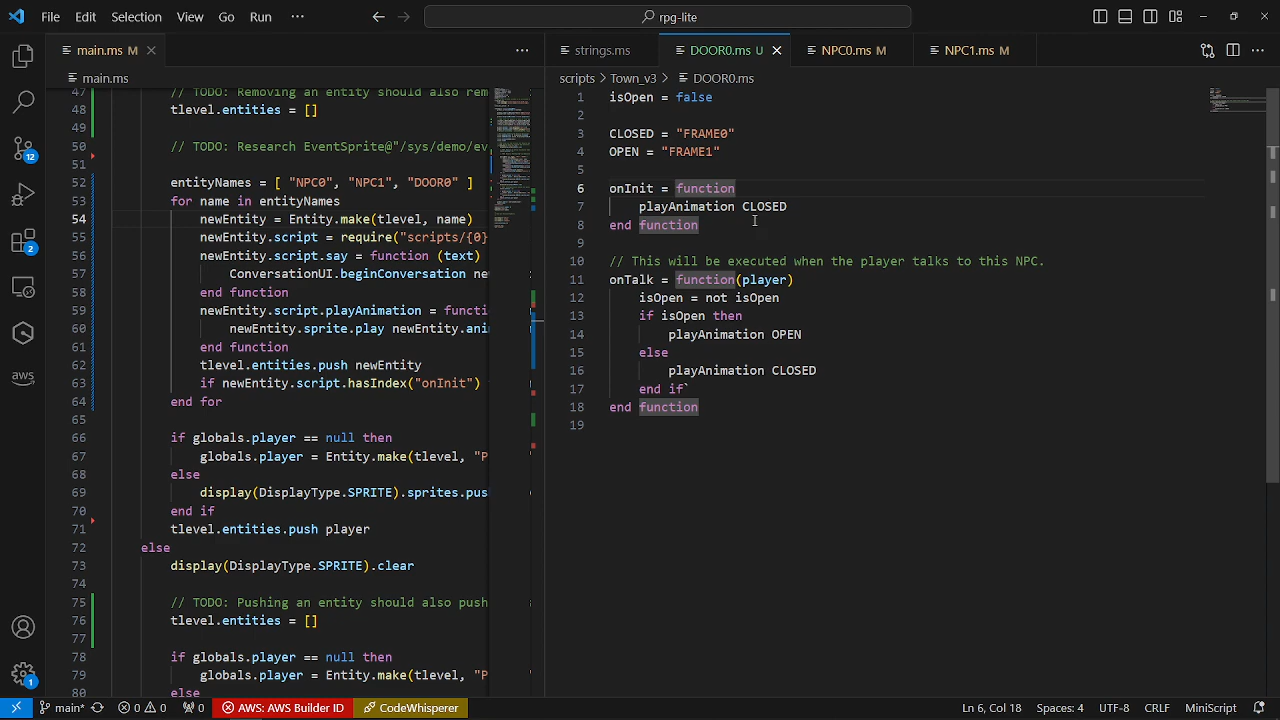 File Edit Selection View Go Run ··· rpg-lite
main.ms M ··· strings.ms DOOR0.ms U NPC0.ms M NPC1.ms M ···
main.ms
scripts > Town_v3 > DOOR0.ms
47 // TODO: Removing an entity should also rem
48 tlevel.entities = []
49
50 // TODO: Research EventSprite@"/sys/demo/ev
51
52 entityNames = [ "NPC0", "NPC1", "DOOR0" ]
53 for name in entityNames
54 newEntity = Entity.make(tlevel, name)
55 newEntity.script = require("scripts/{0}
56 newEntity.script.say = function (text)
57 ConversationUI.beginConversation ne
58 end function
59 newEntity.script.playAnimation = functi
60 newEntity.sprite.play newEntity.ani
61 end function
62 tlevel.entities.push newEntity
63 if newEntity.script.hasIndex("onInit")
64 end for
65
66 if globals.player == null then
67 globals.player = Entity.make(tlevel, "P
68 else
69 display(DisplayType.SPRITE).sprites.pus
70 end if
71 tlevel.entities.push player
72 else
73 display(DisplayType.SPRITE).clear
74
75 // TODO: Pushing an entity should also push
76 tlevel.entities = []
77
78 if globals.player == null then
79 globals.player = Entity.make(tlevel, "P
80 else
1 isOpen = false
2
3 CLOSED = "FRAME0"
4 OPEN = "FRAME1"
5
6 onInit = function
7 playAnimation CLOSED
8 end function
9
10 // This will be executed when the player talks to this NPC.
11 onTalk = function(player)
12 isOpen = not isOpen
13 if isOpen then
14 playAnimation OPEN
15 else
16 playAnimation CLOSED
17 end if`
18 end function
19
12
2
aws
1
main* 0 0 0 AWS: AWS Builder ID CodeWhisperer Ln 6, Col 18 Spaces: 4 UTF-8 CRLF MiniScript